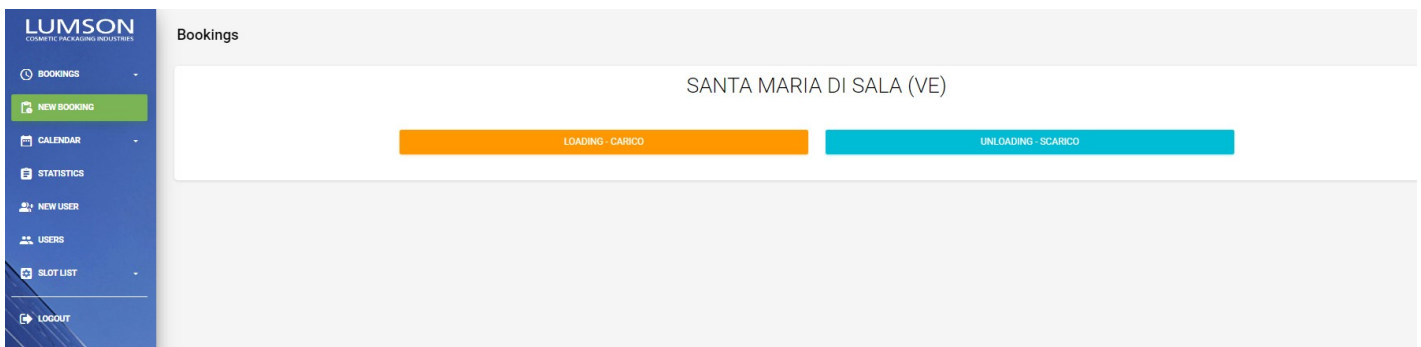 LUMSON
COSMETIC PACKAGING INDUSTRIES
BOOKINGS
NEW BOOKING
CALENDAR
STATISTICS
NEW USER
USERS
SLOT LIST
LOGOUT
Bookings
SANTA MARIA DI SALA (VE)
LOADING - CARICO
UNLOADING - SCARICO